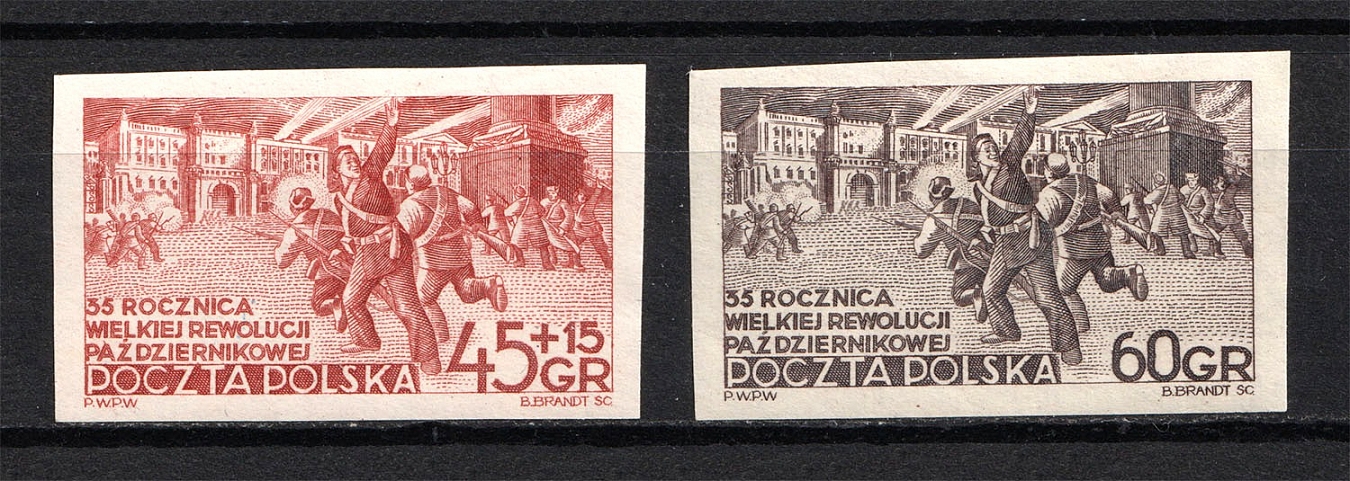 35 ROCZNICA
WIELKIEJ REWOLUCJI
PAŹDZIERNIKOWEJ
POCZTA POLSKA
45+15
GR
P.W.P.W
B.BRANDT SC.
35 ROCZNICA
WIELKIEJ REWOLUCJI
PAŹDZIERNIKOWEJ
POCZTA POLSKA
60GR
P.W.P.W
B.BRANDT SC.